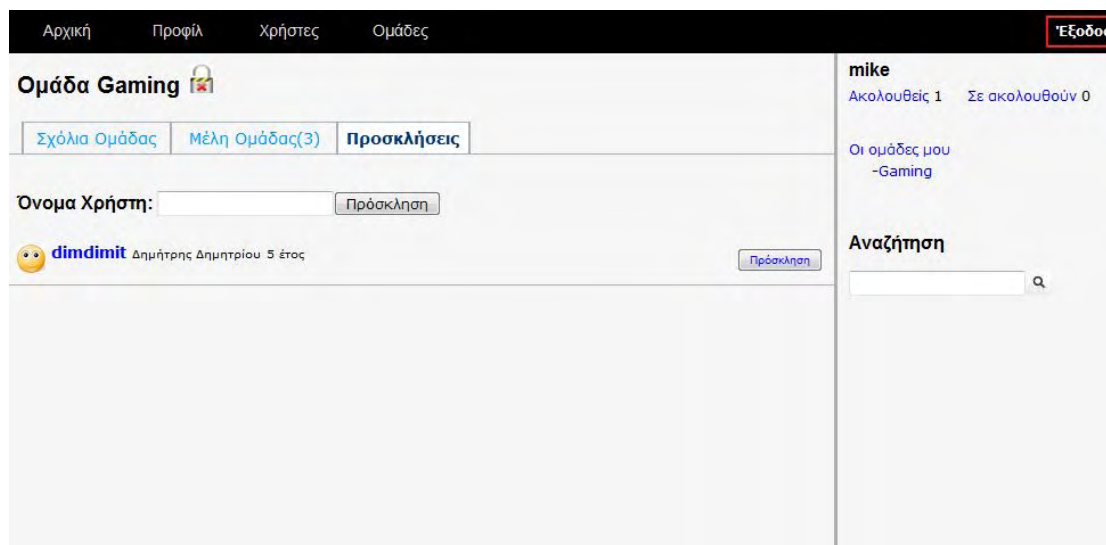 Αρχική Προφίλ Χρήστες Ομάδες Έξοδος
Ομάδα Gaming
Σχόλια Ομάδας Μέλη Ομάδας(3) Προσκλήσεις
Όνομα Χρήστη: Πρόσκληση
dimdimit Δημήτρης Δημητρίου 5 έτος Πρόσκληση
mike
Ακολουθείς 1 Σε ακολουθούν 0
Οι ομάδες μου
-Gaming
Αναζήτηση